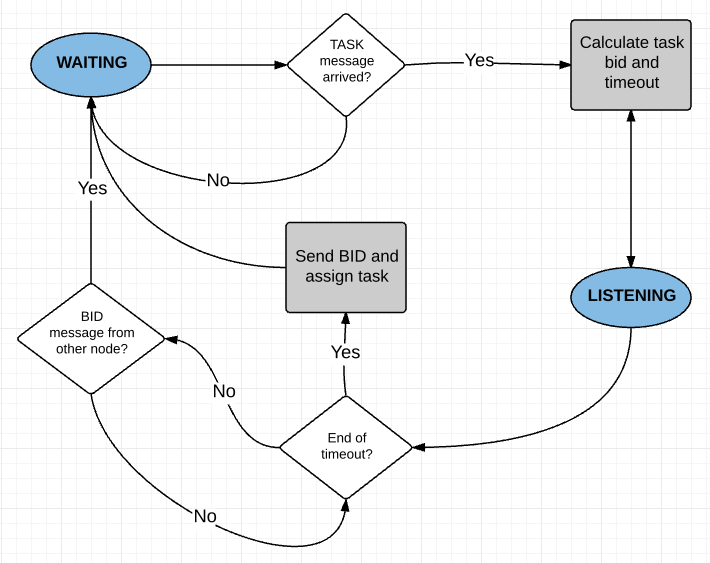 WAITING
TASK
message
arrived?
Yes
Calculate task
bid and
timeout
No
Yes
Send BID and
assign task
LISTENING
BID
message from
other node?
Yes
No
End of
timeout?
No